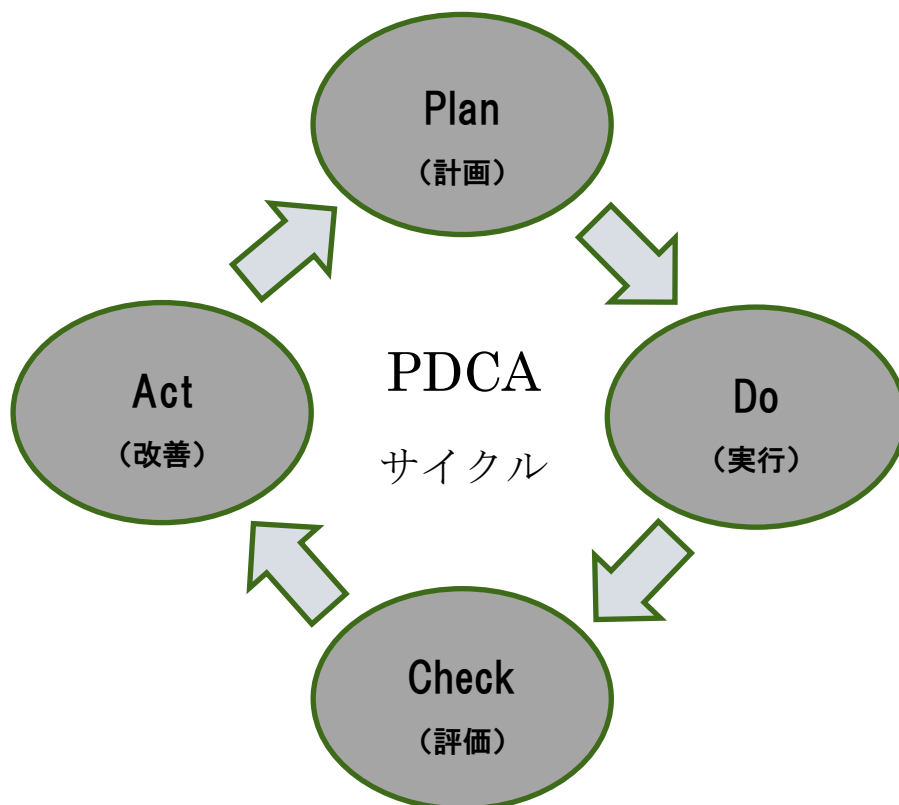 Plan
（計画）
Do
（実行）
Check
（評価）
Act
（改善）
PDCA
サイクル